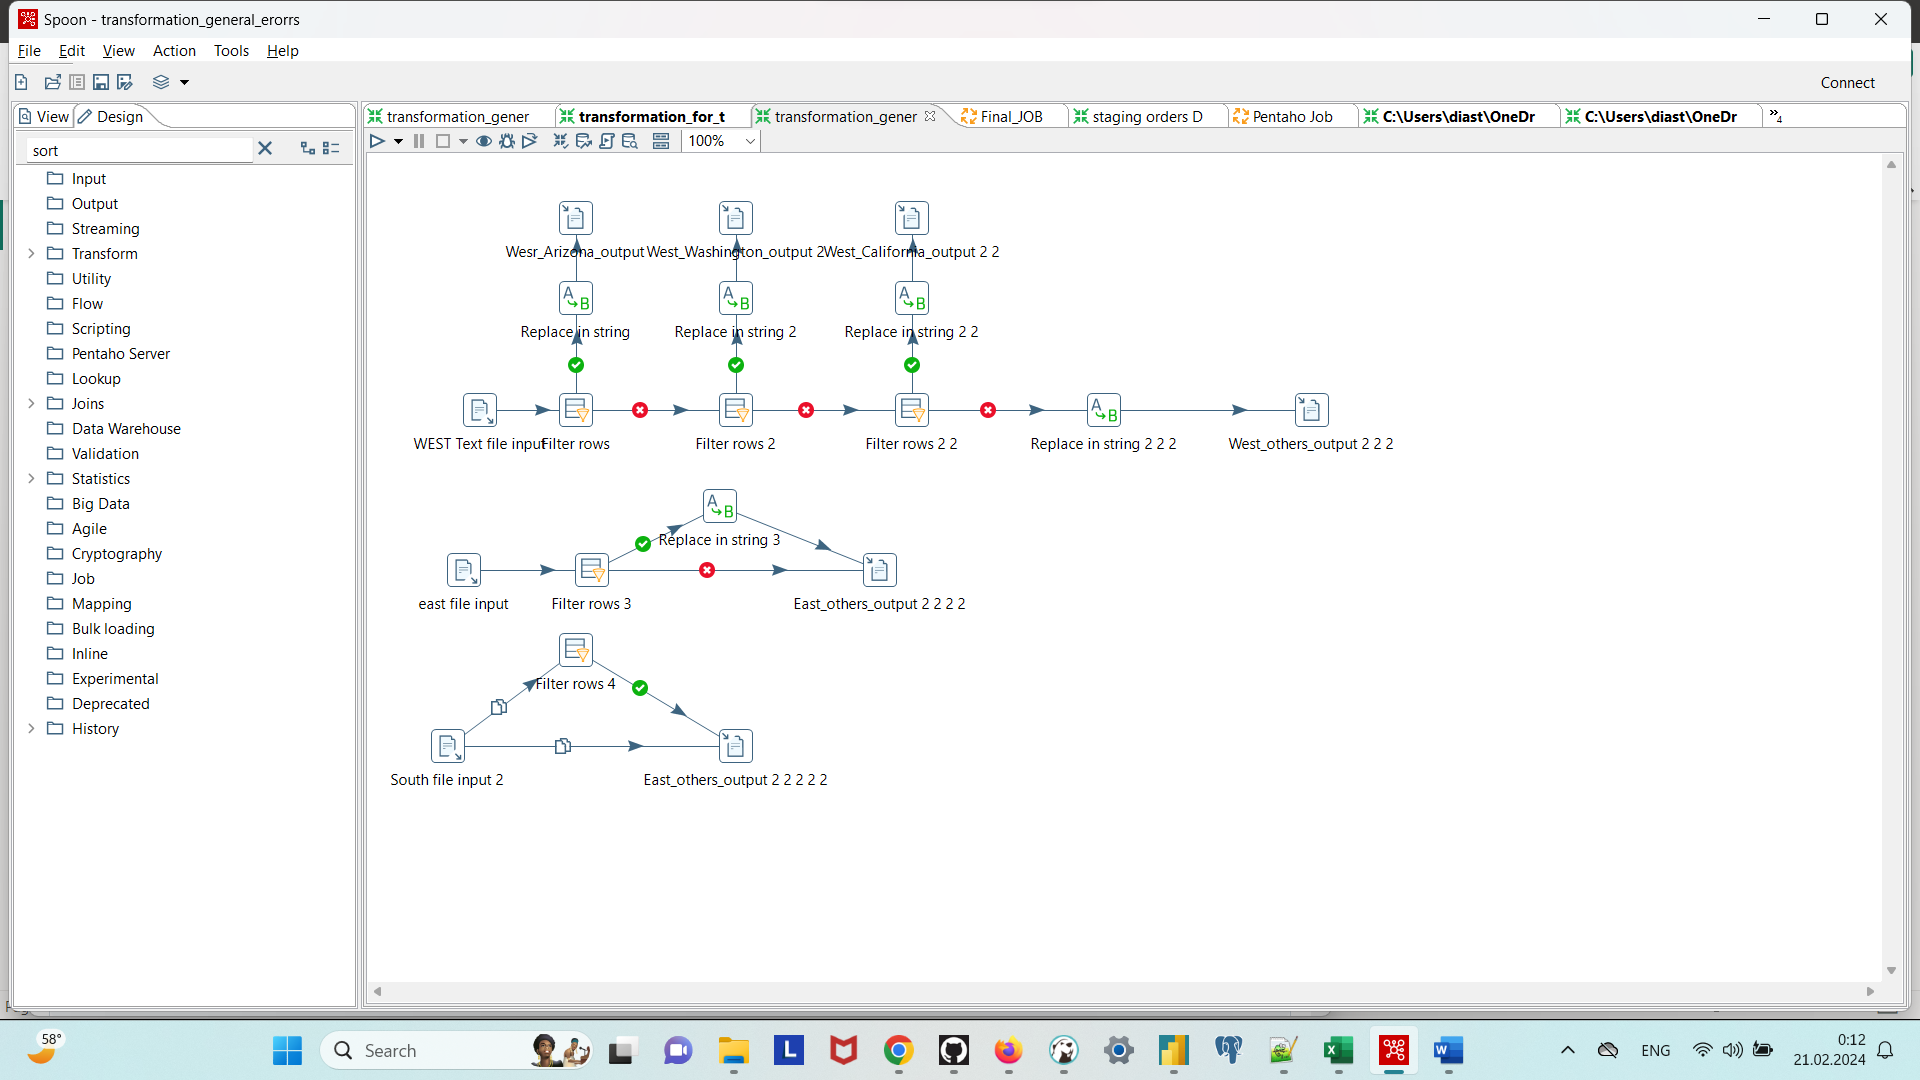 Spoon - transformation_general_erorrs
File Edit View Action Tools Help
Connect
View Design
transformation_gener transformation_for_t transformation_gener Final_JOB staging orders D Pentaho Job C:\Users\diast\OneDr C:\Users\diast\OneDr »4
sort
100%
Input
Output
Streaming
Transform
Utility
Flow
Scripting
Pentaho Server
Lookup
Joins
Data Warehouse
Validation
Statistics
Big Data
Agile
Cryptography
Job
Mapping
Bulk loading
Inline
Experimental
Deprecated
History
Wesr_Arizona_output West_Washington_output 2 West_California_output 2 2
A B A B A B
Replace in string Replace in string 2 Replace in string 2 2
A B
WEST Text file input Filter rows Filter rows 2 Filter rows 2 2 Replace in string 2 2 2 West_others_output 2 2 2
A B
Replace in string 3
east file input Filter rows 3 East_others_output 2 2 2 2
Filter rows 4
South file input 2 East_others_output 2 2 2 2 2
58°
Search
L
W
ENG
0:12
21.02.2024